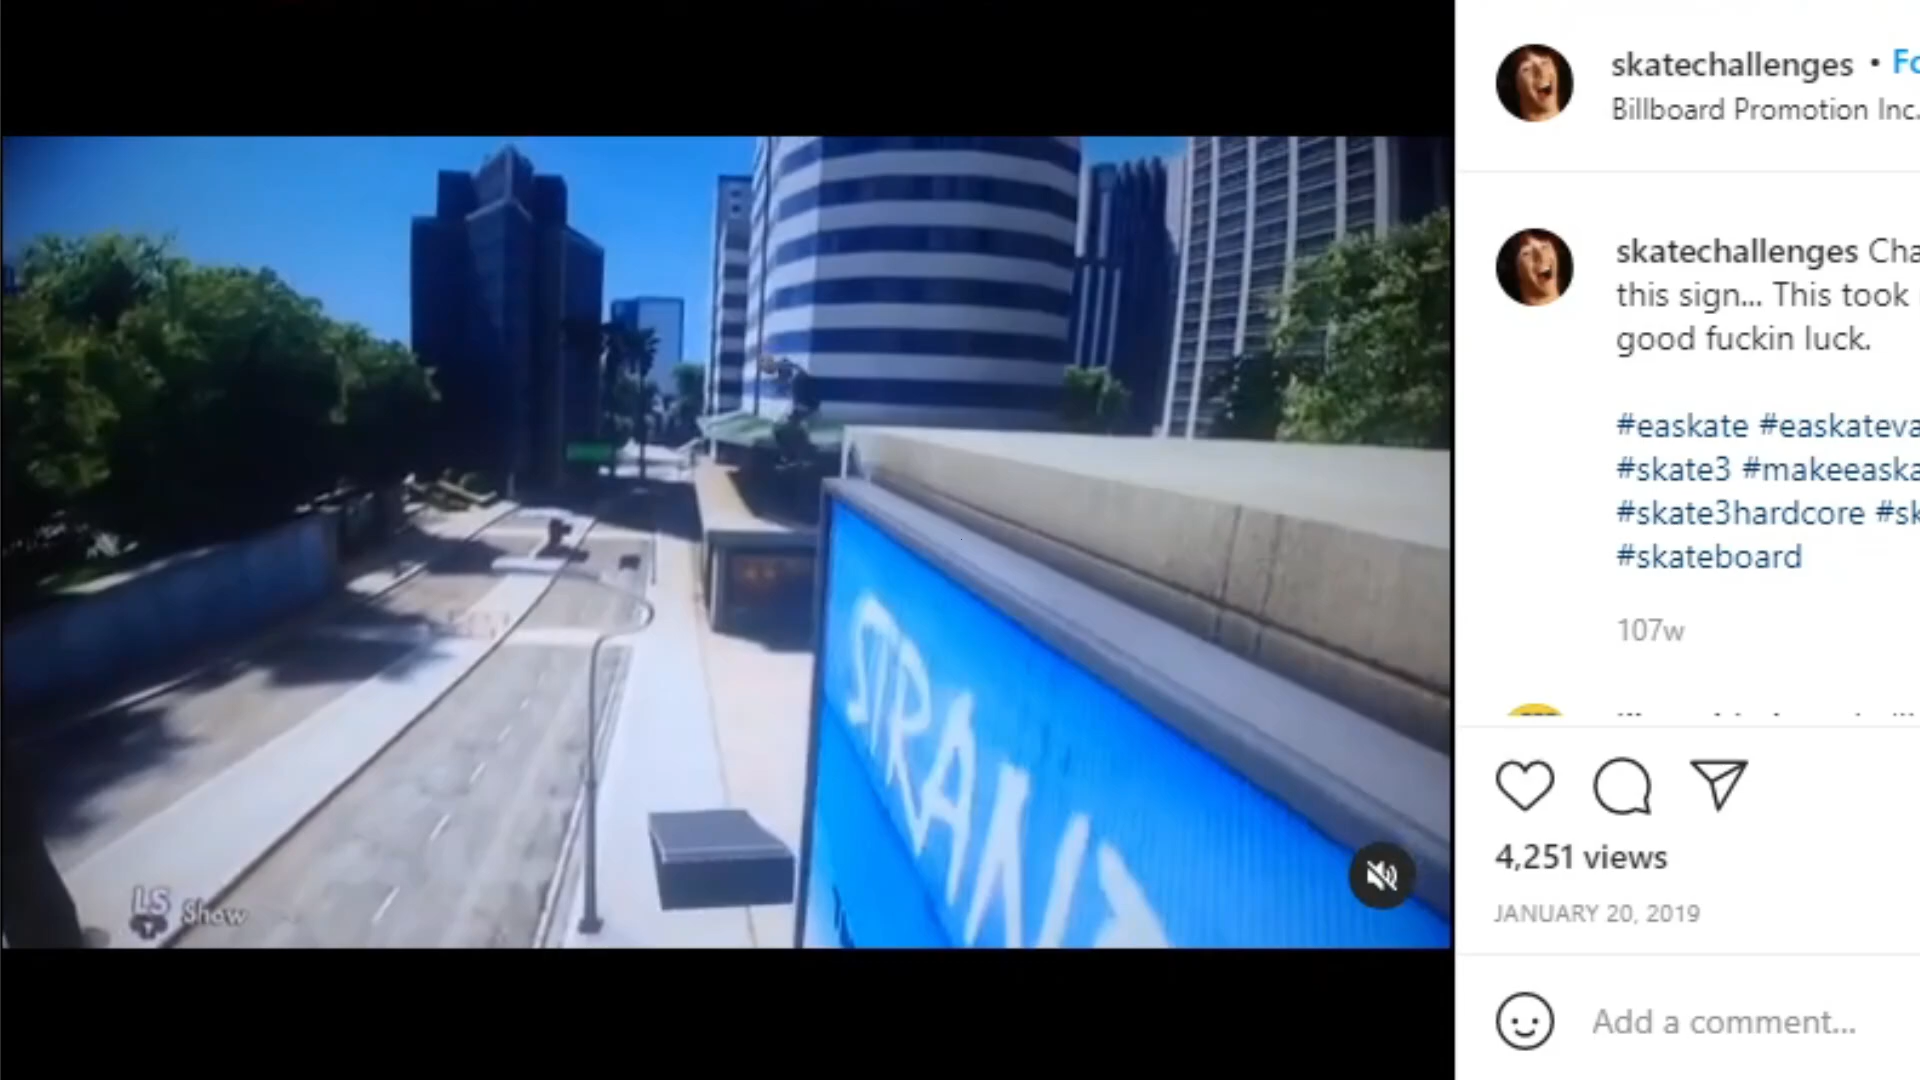 skatechallenges • Fo
Billboard Promotion Inc.
skatechallenges Cha
this sign... This took
good fuckin luck.
#easkate #easkateva
#skate3 #makeeaska
#skate3hardcore #sk
#skateboard
107w
4,251 views
JANUARY 20, 2019
Add a comment...
STRAN
LS Show